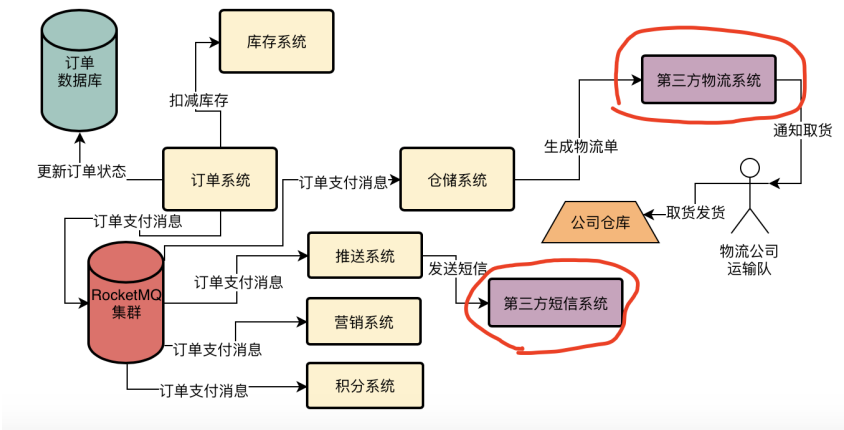 订单
数据库
库存系统
扣减库存
第三方物流系统
更新订单状态
订单系统
订单支付消息
仓储系统
生成物流单
通知取货
订单支付消息
公司仓库
取货发货
物流公司
运输队
RocketMQ
集群
订单支付消息
推送系统
发送短信
第三方短信系统
订单支付消息
营销系统
订单支付消息
积分系统